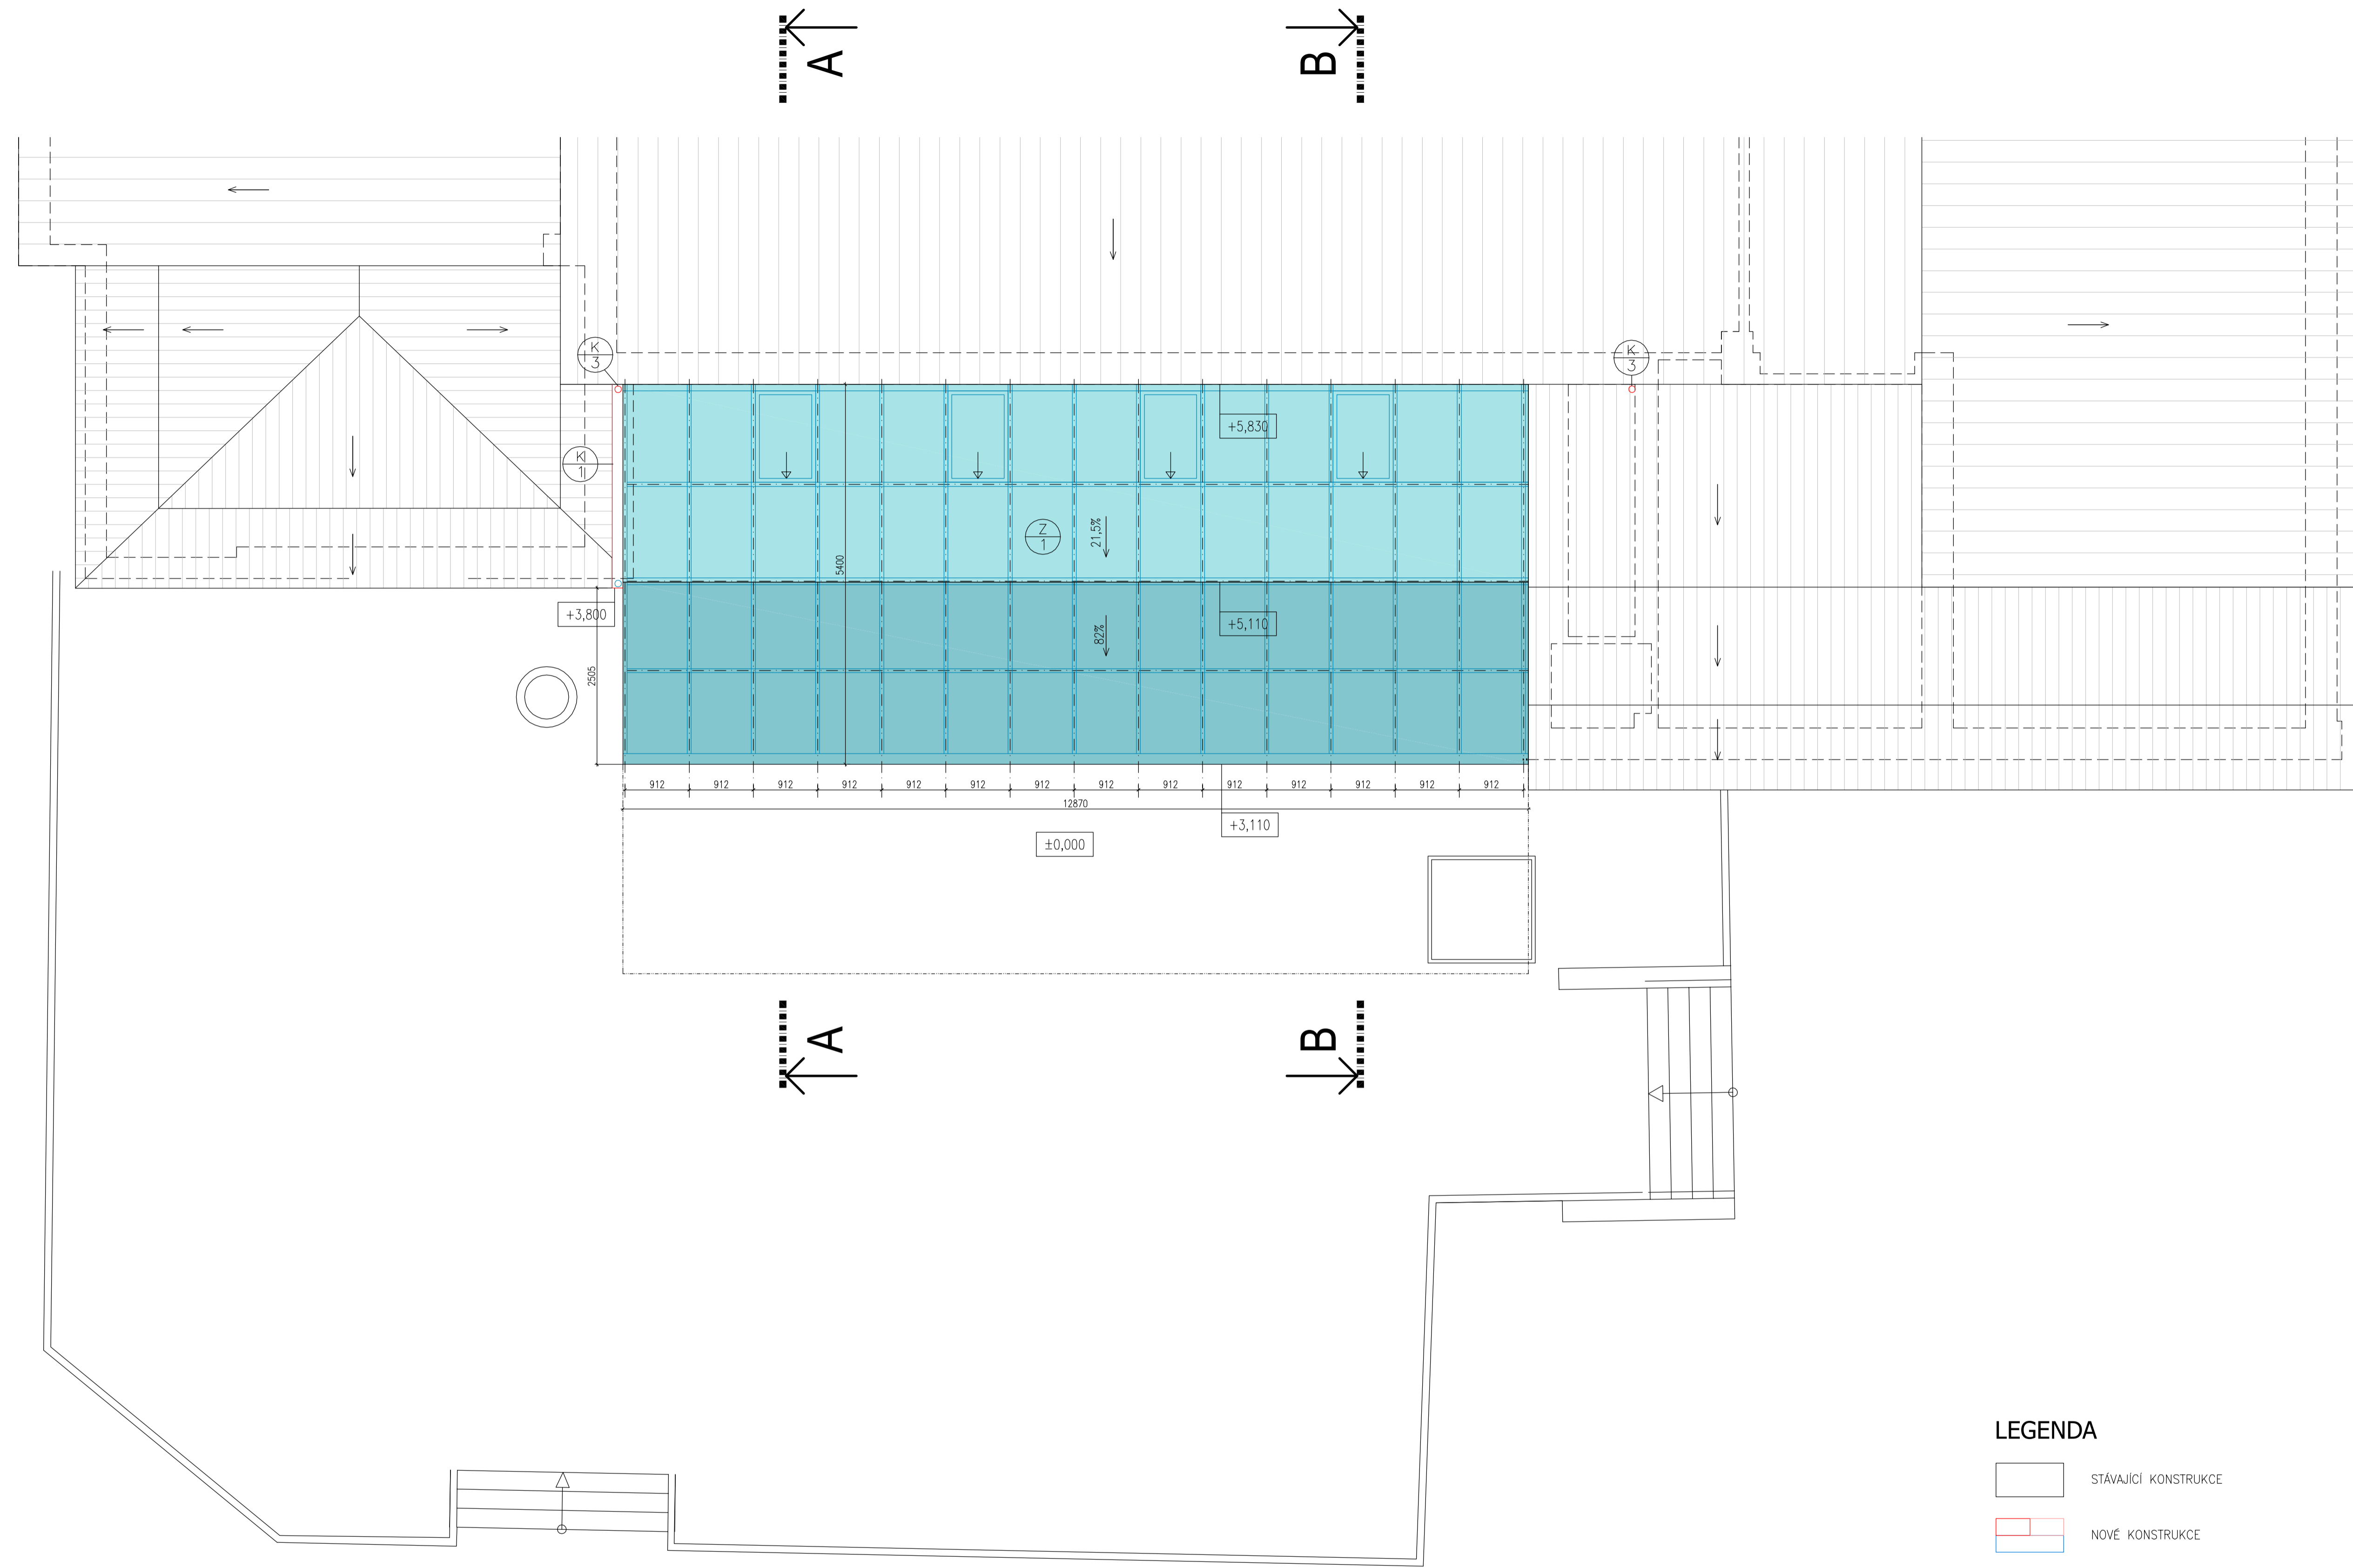 A
B
K
3
K
3
+5,830
K
1
Z
1
21,5%
5400
+3,800
+5,110
82%
2505
912 912 912 912 912 912 912 912 912 912 912 912 912 912
12870
+3,110
±0,000
A
B
LEGENDA
STÁVAJÍCÍ KONSTRUKCE
NOVÉ KONSTRUKCE